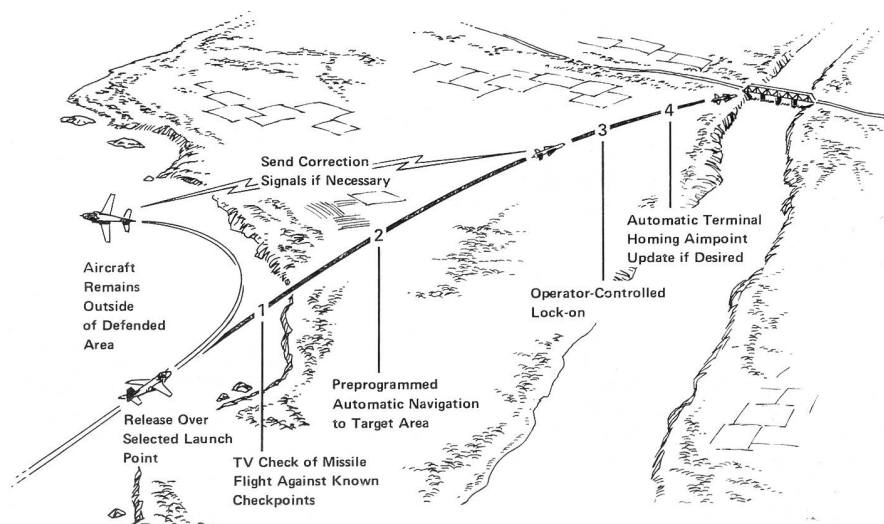 Send Correction
Signals if Necessary
3
4
2
1
Automatic Terminal
Homing Aimpoint
Update if Desired
Aircraft
Remains
Outside
of Defended
Area
Operator-Controlled
Lock-on
Preprogrammed
Automatic Navigation
to Target Area
Release Over
Selected Launch
Point
TV Check of Missile
Flight Against Known
Checkpoints